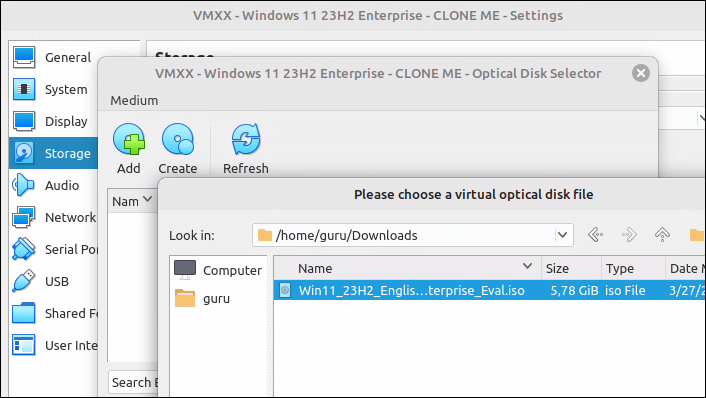 VMXX - Windows 11 23H2 Enterprise - CLONE ME - Settings
General
System
Display
Storage
Audio
Network
Serial Por
USB
Shared F
User Inte
Storage
VMXX - Windows 11 23H2 Enterprise - CLONE ME - Optical Disk Selector
Medium
Add Create Refresh
Nam
Search B
Please choose a virtual optical disk file
Look in: /home/guru/Downloads
Computer
guru
Name Size Type Date M
Win11_23H2_Englis...terprise_Eval.iso 5,78 GiB iso File 3/27/2